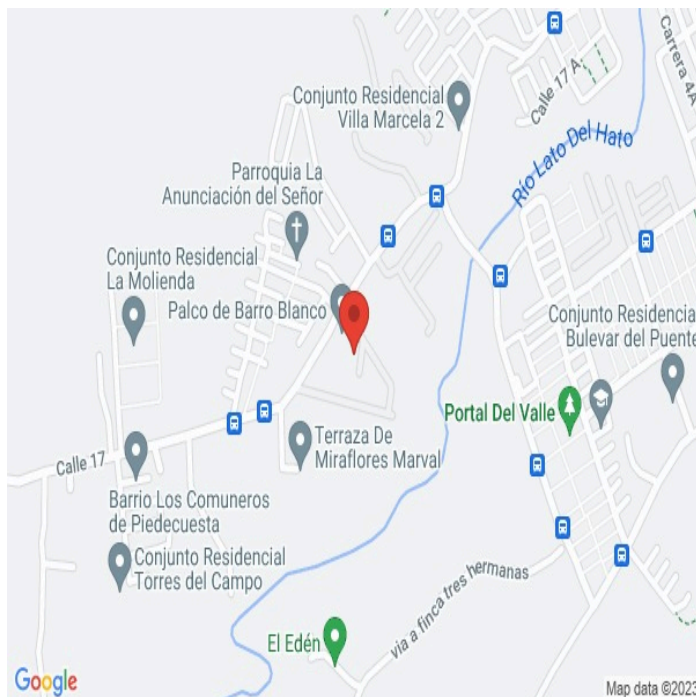 Carrera 4A
Conjunto Residencial
Villa Marcela 2
Calle 17 A
Río Lato Del Hato
Parroquia La
Anunciación del Señor
Conjunto Residencial
La Molienda
Palco de Barro Blanco
Conjunto Residencia
Bulevar del Puente
Portal Del Valle
Terraza De
Miraflores Marval
Calle 17
Barrio Los Comuneros
de Piedecuesta
Conjunto Residencial
Torres del Campo
via a finca tres hermanas
El Edén
Google
Map data ©2023